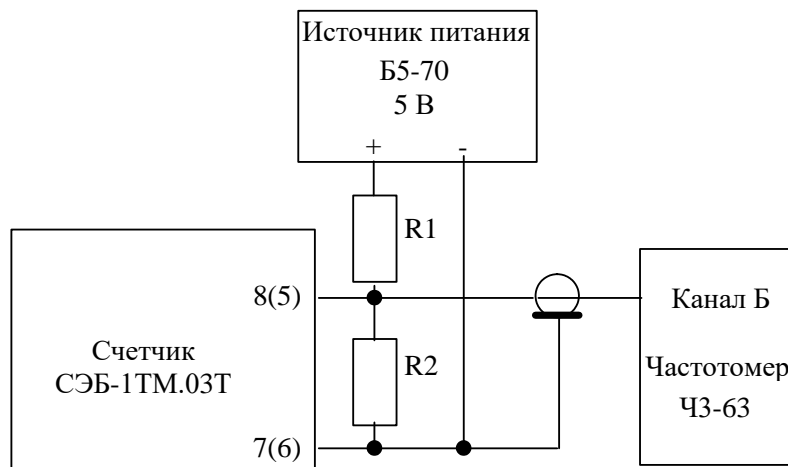 Источник питания
Б5-70
5 В
+ -
R1
8(5)
Канал Б
Счетчик
СЭБ-1ТМ.03Т
R2
Частотомер
Ч3-63
7(6)